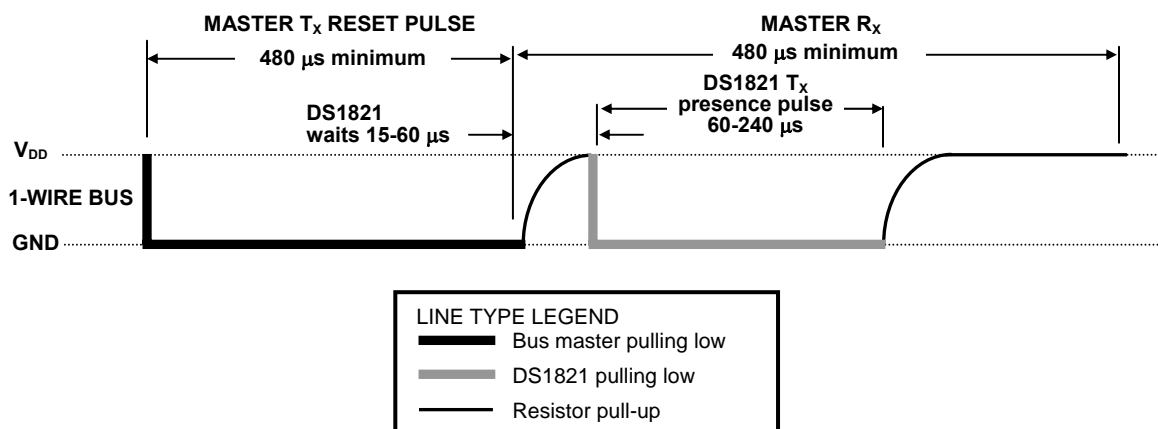 MASTER TX RESET PULSE
480 μs minimum
MASTER RX
480 μs minimum
DS1821
waits 15-60 μs
DS1821 TX
presence pulse
60-240 μs
VDD
1-WIRE BUS
GND
LINE TYPE LEGEND
Bus master pulling low
DS1821 pulling low
Resistor pull-up